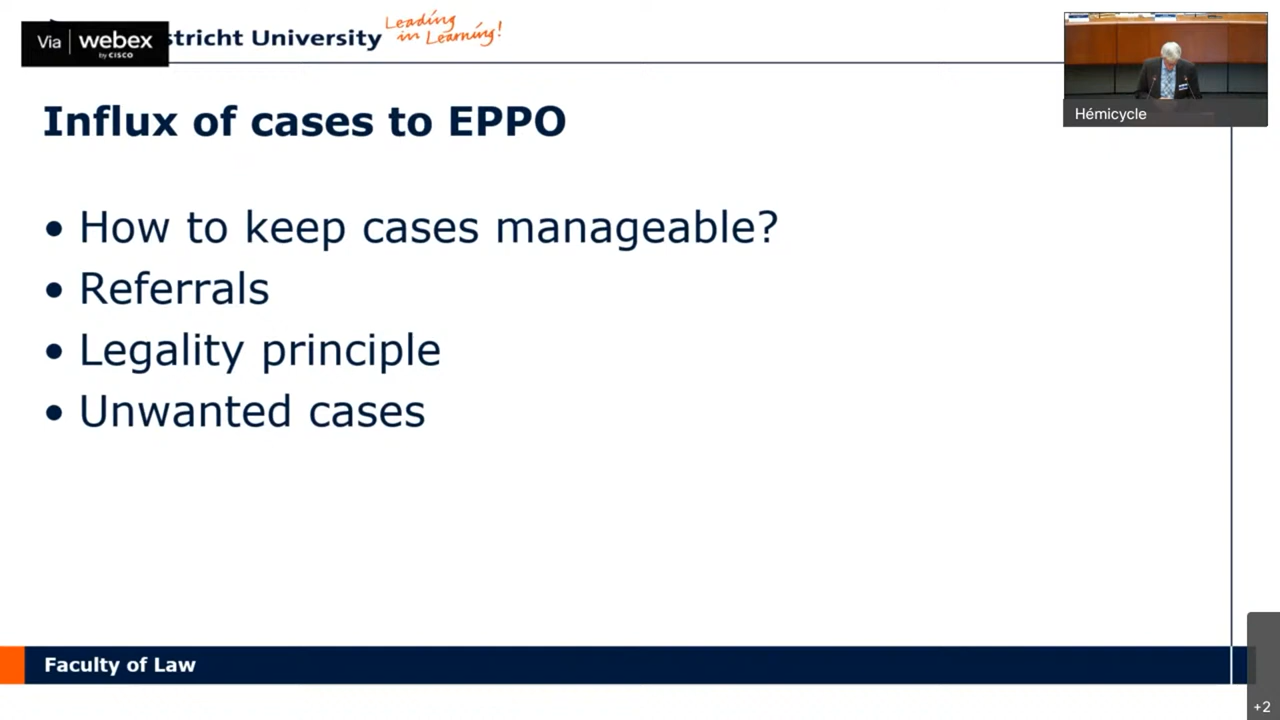 Via webex
by CISCO
stricht University
Leading
in Learning!
Hémicycle
Influx of cases to EPPO
• How to keep cases manageable?
• Referrals
• Legality principle
• Unwanted cases
Faculty of Law
+2